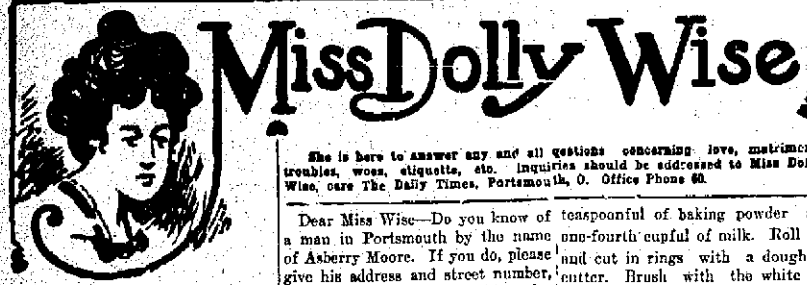 Miss Dolly Wise
She is here to answer any and all qestions concerning love, matrimo
troubles, woes, etiquette, etc. Inquiries should be addressed to Miss Dol
Wise, care The Daily Times, Portsmouth, O. Office Phone 60.
Dear Miss Wise—Do you know of
a man in Portsmouth by the name
of Asberry Moore. If you do, please
give his address and street number,
teaspoonful of baking powder
one-fourth cupful of milk. Roll
and cut in rings with a dough
cutter. Brush with the white